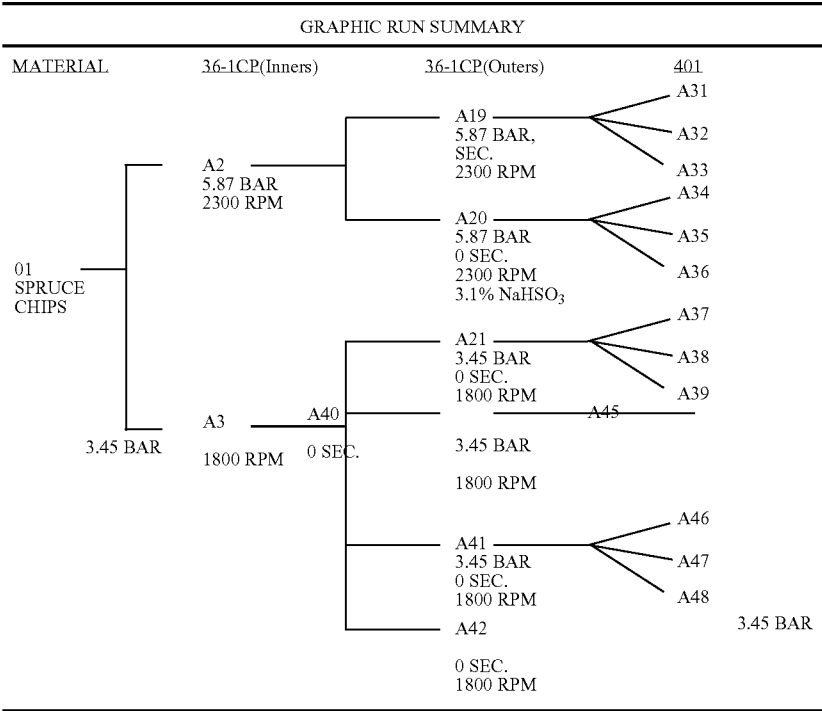 GRAPHIC RUN SUMMARY
MATERIAL 36-1CP(Inners) 36-1CP(Outers) 401
01
SPRUCE
CHIPS
A2
5.87 BAR
2300 RPM
A3
3.45 BAR
1800 RPM
A19
5.87 BAR,
SEC.
2300 RPM
A31
A32
A33
A20
5.87 BAR
0 SEC.
2300 RPM
3.1% NaHSO3
A34
A35
A36
A21
3.45 BAR
0 SEC.
1800 RPM
A37
A38
A39
A40
0 SEC.
3.45 BAR
1800 RPM
A45
A41
3.45 BAR
0 SEC.
1800 RPM
A46
A47
A48
A42
3.45 BAR
0 SEC.
1800 RPM